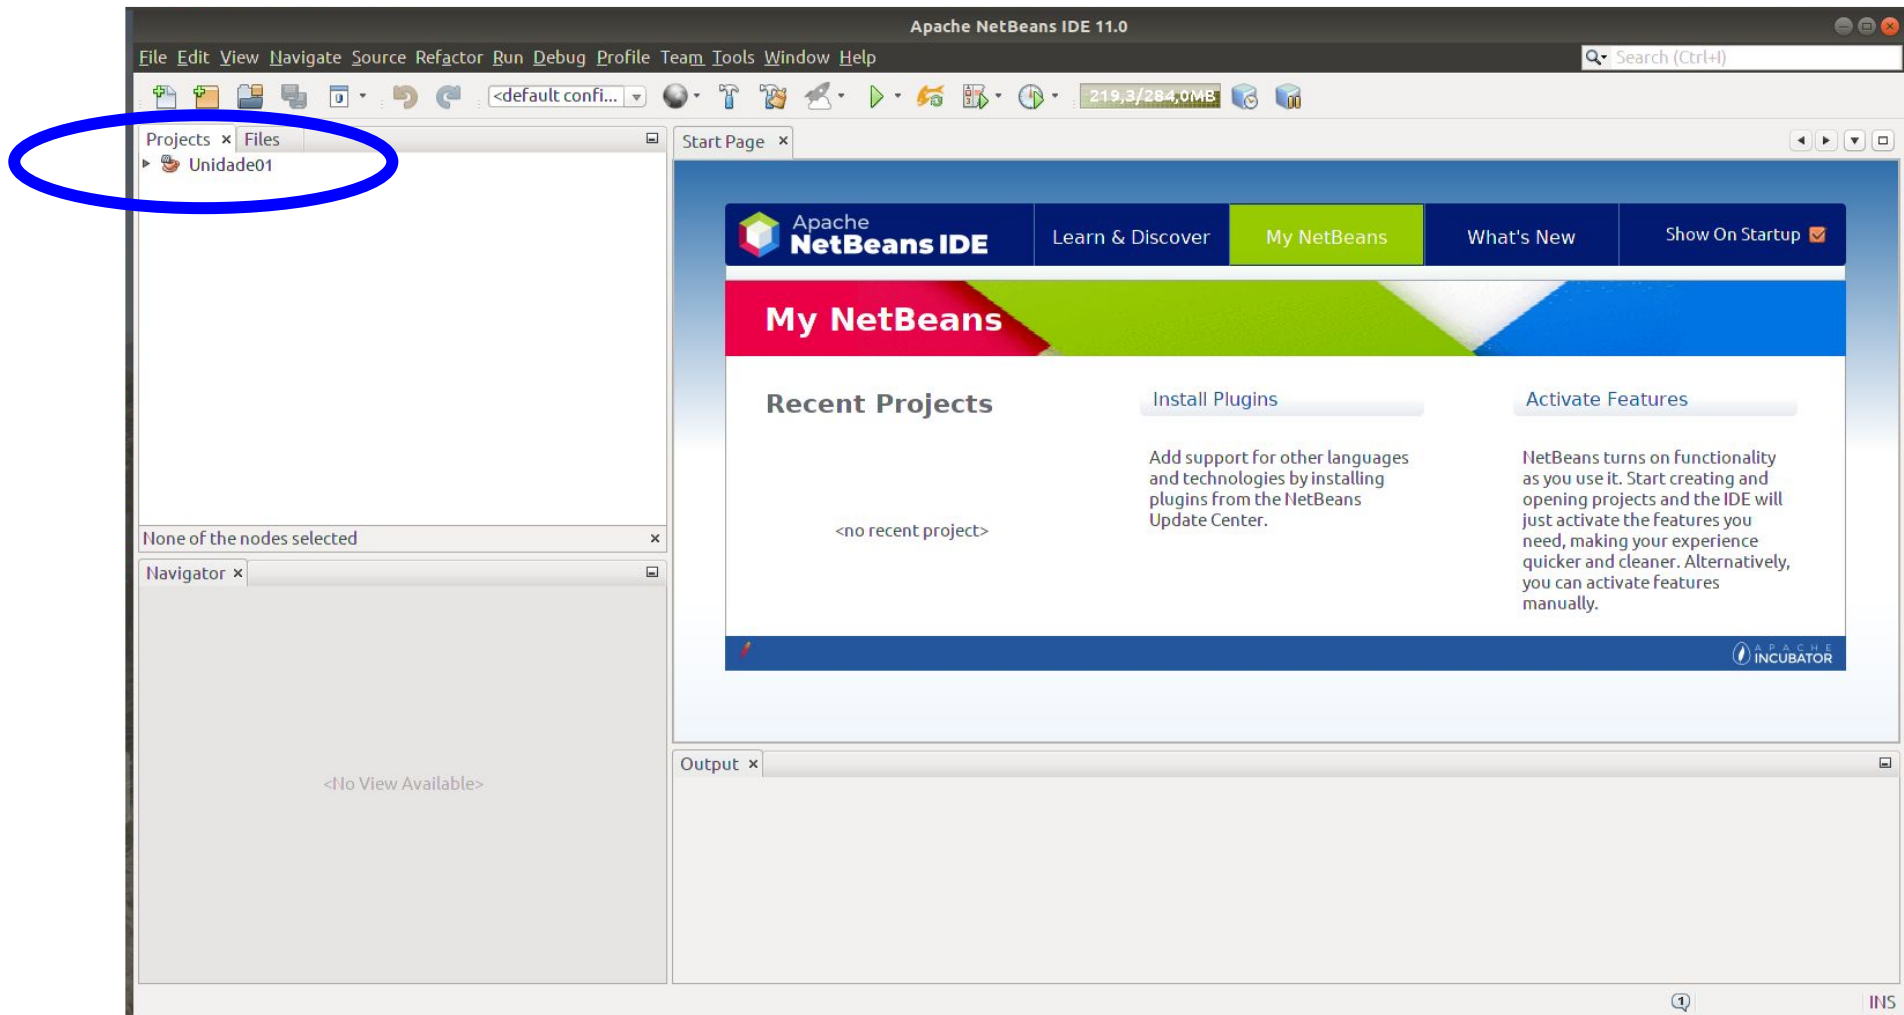 Apache NetBeans IDE 11.0
File Edit View Navigate Source Refactor Run Debug Profile Team Tools Window Help
Search (Ctrl+I)
<default confi...
219,3/284,0MB
Projects × Files
Unidade01
Start Page ×
Apache
NetBeans IDE
Learn & Discover
My NetBeans
What's New
Show On Startup
My NetBeans
Recent Projects
<no recent project>
Install Plugins
Add support for other languages
and technologies by installing
plugins from the NetBeans
Update Center.
Activate Features
NetBeans turns on functionality
as you use it. Start creating and
opening projects and the IDE will
just activate the features you
need, making your experience
quicker and cleaner. Alternatively,
you can activate features
manually.
APACHE
INCUBATOR
None of the nodes selected
Navigator ×
<No View Available>
Output ×
1
INS